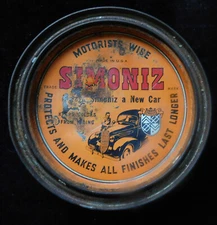 MOTORISTS WISE
SIMONIZ
Simoniz a New Car
PROTECTS AND MAKES ALL FINISHES LAST LONGER